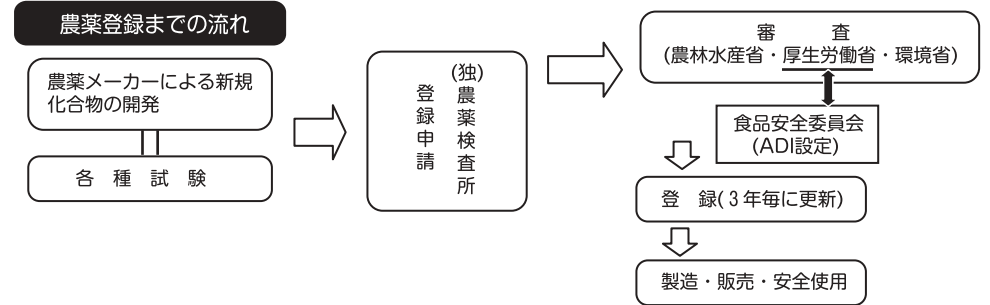 農薬登録までの流れ
農薬メーカーによる新規
化合物の開発
各 種 試 験
(独)農薬検査所
登録申請
審 査
(農林水産省・厚生労働省・環境省)
食品安全委員会
(ADI設定)
登 録(3年毎に更新)
製造・販売・安全使用